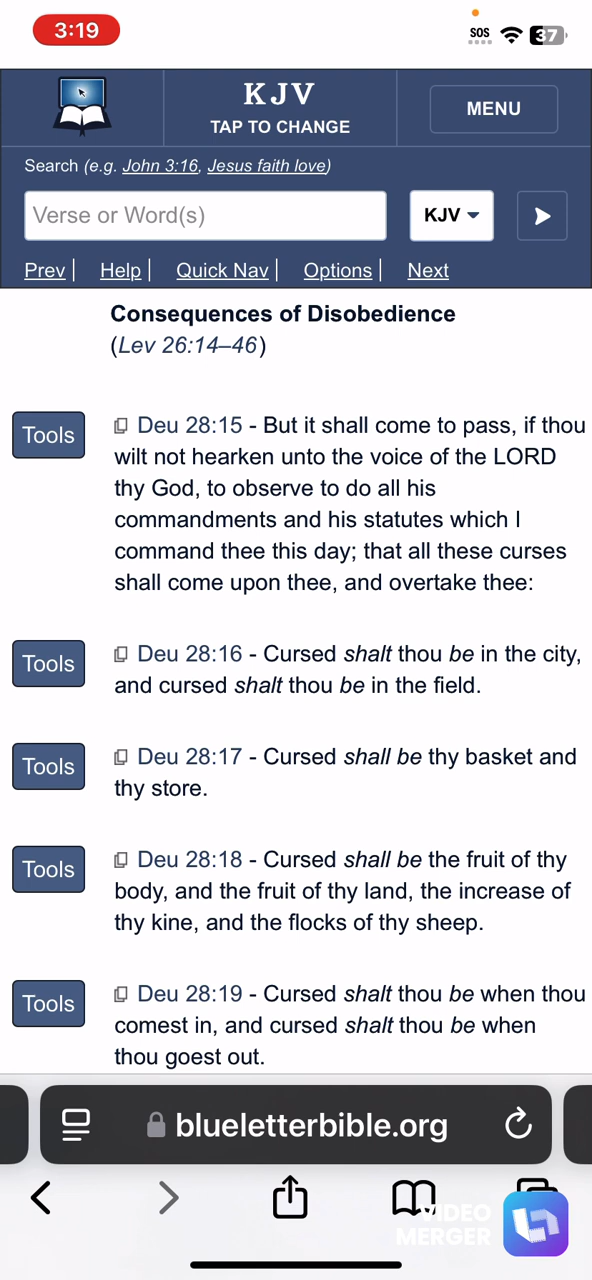 3:19
SOS
37
KJV
TAP TO CHANGE
MENU
Search (e.g. John 3:16, Jesus faith love)
Verse or Word(s)
KJV
Prev | Help | Quick Nav | Options | Next
Consequences of Disobedience
(Lev 26:14–46)
Tools
Deu 28:15 - But it shall come to pass, if thou
wilt not hearken unto the voice of the LORD
thy God, to observe to do all his
commandments and his statutes which I
command thee this day; that all these curses
shall come upon thee, and overtake thee:
Tools
Deu 28:16 - Cursed shalt thou be in the city,
and cursed shalt thou be in the field.
Tools
Deu 28:17 - Cursed shall be thy basket and
thy store.
Tools
Deu 28:18 - Cursed shall be the fruit of thy
body, and the fruit of thy land, the increase of
thy kine, and the flocks of thy sheep.
Tools
Deu 28:19 - Cursed shalt thou be when thou
comest in, and cursed shalt thou be when
thou goest out.
blueletterbible.org
VIDEO
MERGER